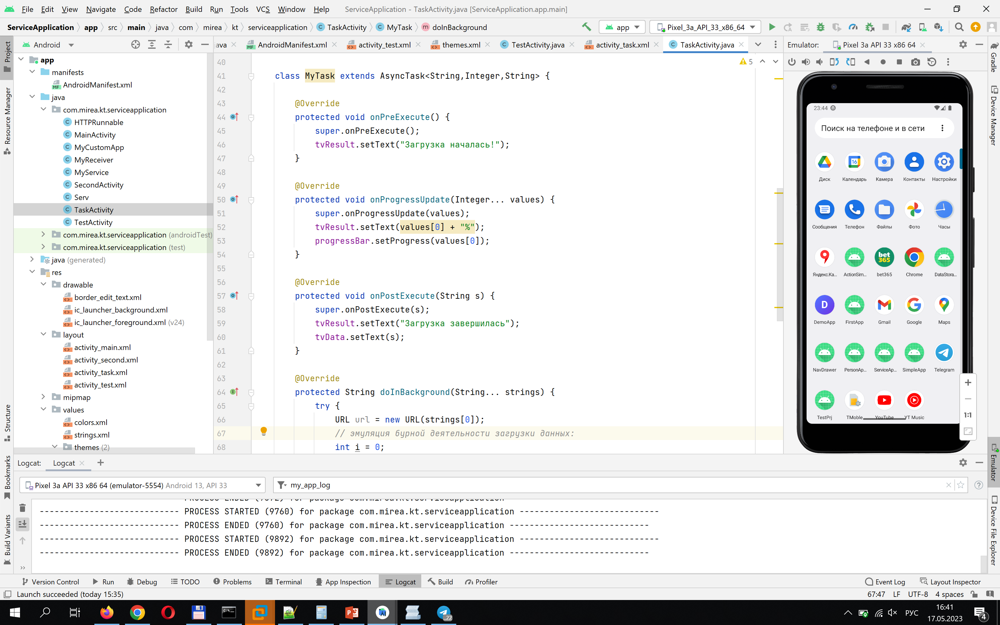 File Edit View Navigate Code Refactor Build Run Tools VCS Window Help ServiceApplication - TaskActivity.java [ServiceApplication.app.main]
ServiceApplication app src main java com mirea kt serviceapplication TaskActivity MyTask doInBackground app Pixel_3a_API_33_x86_64
Android
java AndroidManifest.xml activity_test.xml themes.xml TestActivity.java activity_task.xml TaskActivity.java
Emulator: Pixel 3a API 33 x86 64
Project
Resource Manager
Structure
Bookmarks
Build Variants
app
manifests
AndroidManifest.xml
java
com.mirea.kt.serviceapplication
HTTPRunnable
MainActivity
MyCustomApp
MyReceiver
MyService
SecondActivity
Serv
TaskActivity
TestActivity
com.mirea.kt.serviceapplication (androidTest)
com.mirea.kt.serviceapplication (test)
java (generated)
res
drawable
border_edit_text.xml
ic_launcher_background.xml
ic_launcher_foreground.xml (v24)
layout
activity_main.xml
activity_second.xml
activity_task.xml
activity_test.xml
mipmap
values
colors.xml
strings.xml
themes (2)
5
40
41 class MyTask extends AsyncTask<String,Integer,String> {
42
43 @Override
44 protected void onPreExecute() {
45 super.onPreExecute();
46 tvResult.setText("Загрузка началась!");
47 }
48
49 @Override
50 protected void onProgressUpdate(Integer... values) {
51 super.onProgressUpdate(values);
52 tvResult.setText(values[0] + "%");
53 progressBar.setProgress(values[0]);
54 }
55
56 @Override
57 protected void onPostExecute(String s) {
58 super.onPostExecute(s);
59 tvResult.setText("Загрузка завершилась");
60 tvData.setText(s);
61 }
62
63 @Override
64 protected String doInBackground(String... strings) {
65 try {
66 URL url = new URL(strings[0]);
67 // эмуляция бурной деятельности загрузки данных:
68 int i = 0;
23:44
Поиск на телефоне и в сети
16
Диск Календарь Камера Контакты Настройки
Сообщения Телефон Файлы Фото Часы
bet365
Яндекс.Ка... ActionSim... bet365 Chrome DataStora...
D
DemoApp FirstApp Gmail Google Maps
NavDrawer PersonAp... ServiceAp... SimpleApp Telegram
TestPrj TMoble YouTube YT Music
1:1
Gradle
Device Manager
Emulator
Device File Explorer
Logcat: Logcat
Pixel 3a API 33 x86 64 (emulator-5554) Android 13, API 33
my_app_log
---------------------------- PROCESS STARTED (9760) for package com.mirea.kt.serviceapplication ----------------------------
---------------------------- PROCESS ENDED (9760) for package com.mirea.kt.serviceapplication ----------------------------
---------------------------- PROCESS STARTED (9892) for package com.mirea.kt.serviceapplication ----------------------------
---------------------------- PROCESS ENDED (9892) for package com.mirea.kt.serviceapplication ----------------------------
Version Control Run Debug TODO Problems Terminal App Inspection Logcat Build Profiler Event Log Layout Inspector
Launch succeeded (today 15:35) 67:47 LF UTF-8 4 spaces
..22
РУС
16:41
17.05.2023
4